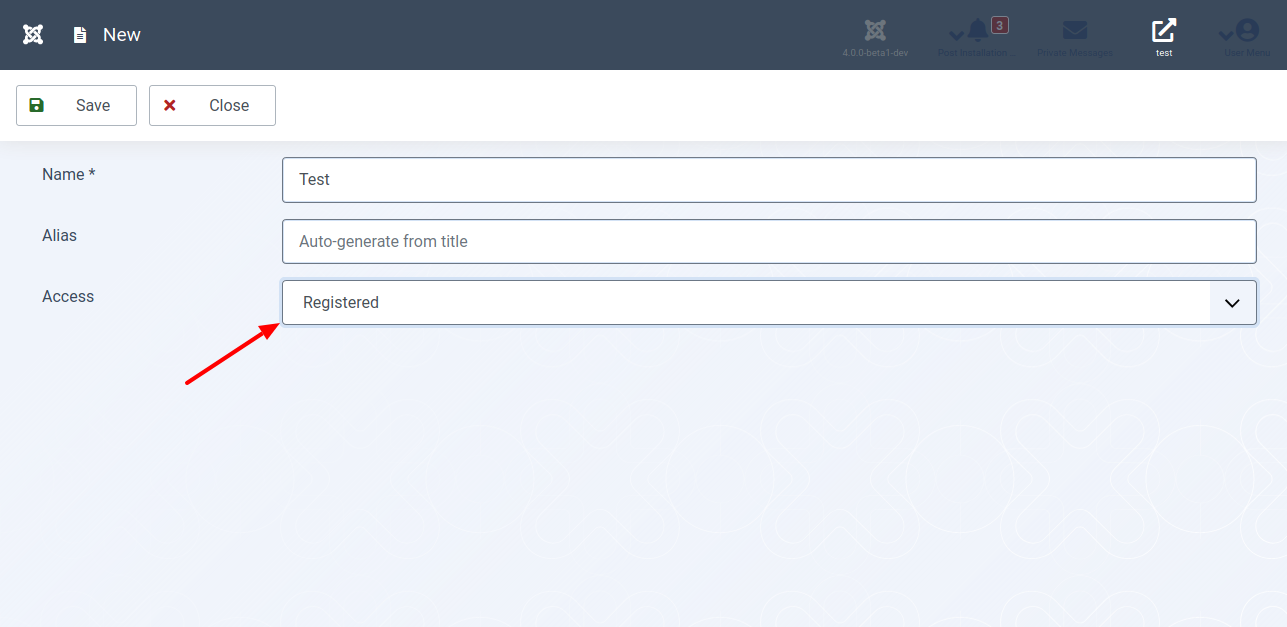 New
3
4.0.0-beta1-dev
Post Installation...
Private Messages
test
User Menu
Save
Close
Name *
Test
Alias
Auto-generate from title
Access
Registered